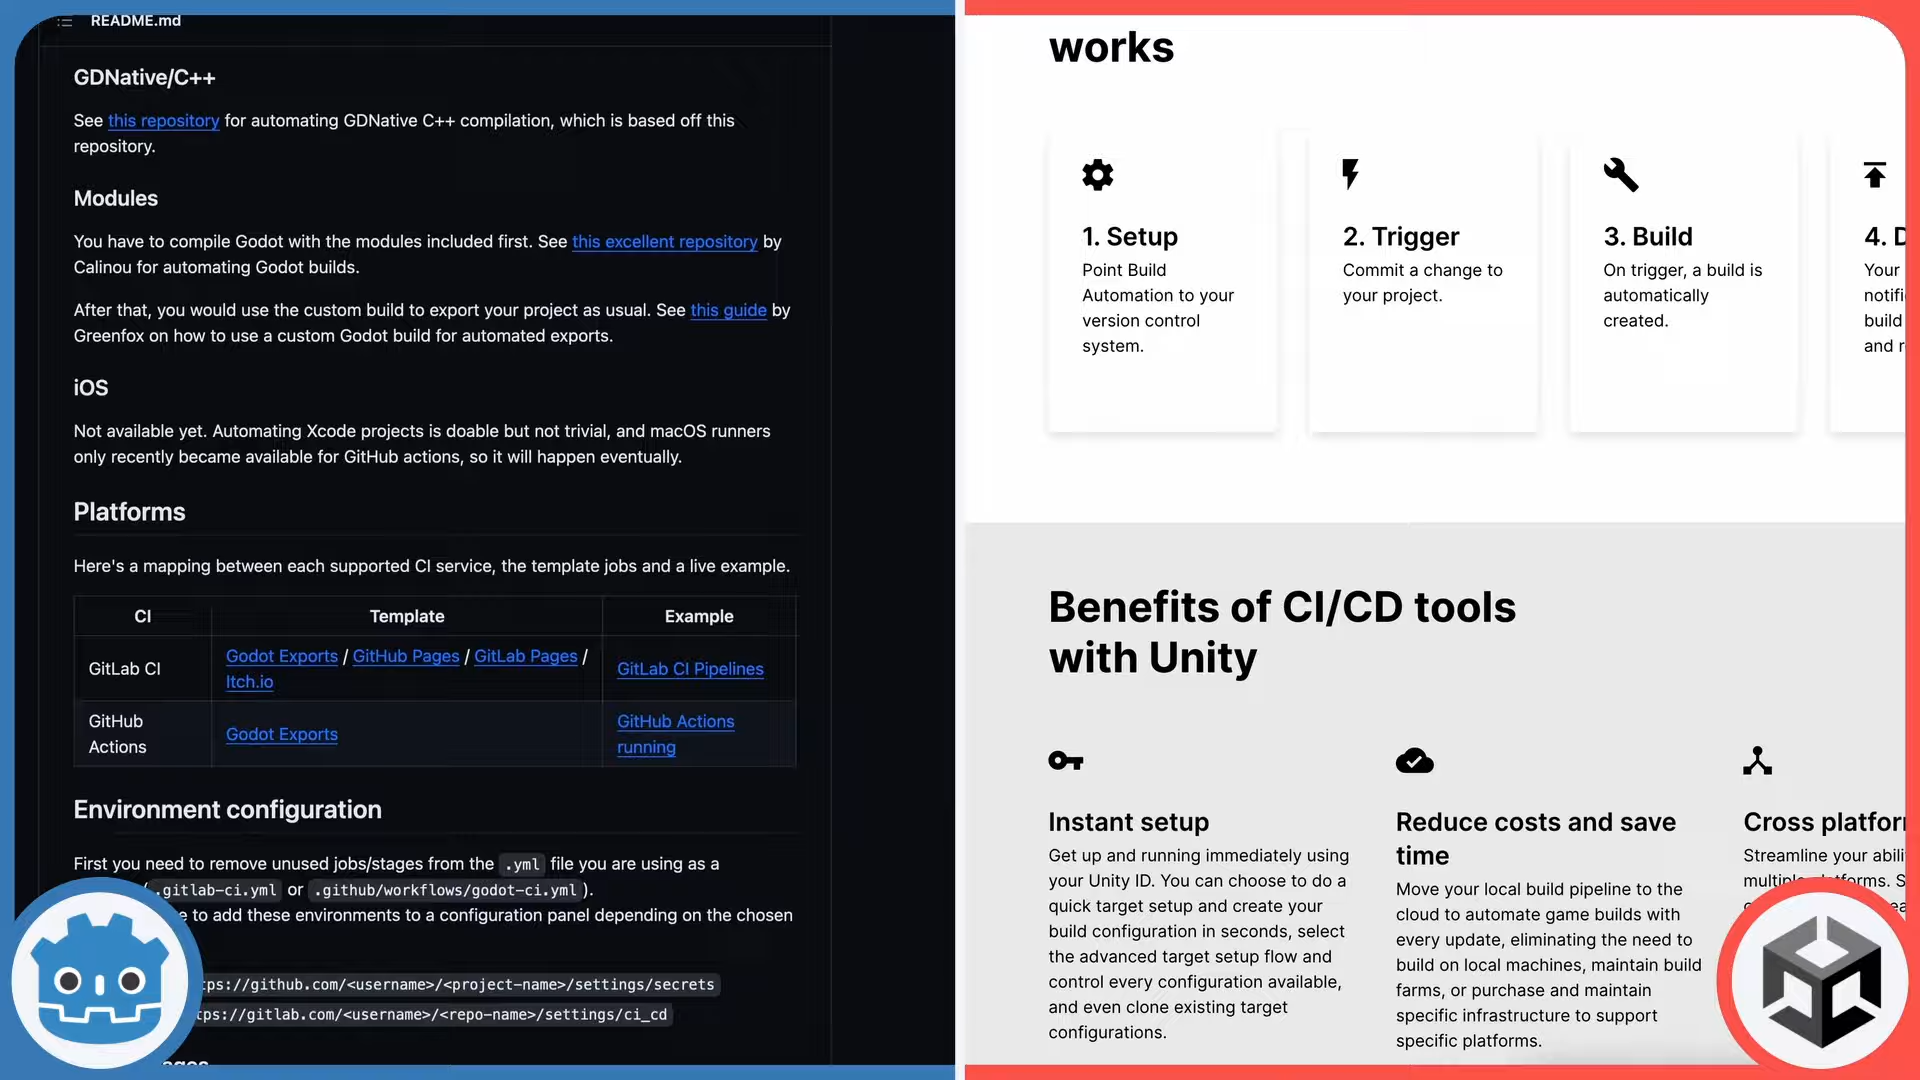 README.md
GDNative/C++
See this repository for automating GDNative C++ compilation, which is based off this
repository.
Modules
You have to compile Godot with the modules included first. See this excellent repository by
Calinou for automating Godot builds.
After that, you would use the custom build to export your project as usual. See this guide by
Greenfox on how to use a custom Godot build for automated exports.
iOS
Not available yet. Automating Xcode projects is doable but not trivial, and macOS runners
only recently became available for GitHub actions, so it will happen eventually.
Platforms
Here's a mapping between each supported CI service, the template jobs and a live example.
CI Template Example
GitLab CI
Godot Exports / GitHub Pages / GitLab Pages /
Itch.io
GitLab CI Pipelines
GitHub
Actions
Godot Exports
GitHub Actions
running
Environment configuration
First you need to remove unused jobs/stages from the .yml file you are using as a
.gitlab-ci.yml or .github/workflows/godot-ci.yml ).
to add these environments to a configuration panel depending on the chosen
tps://github.com/<username>/<project-name>/settings/secrets
tps://gitlab.com/<username>/<repo-name>/settings/ci_cd
works
1. Setup
Point Build
Automation to your
version control
system.
2. Trigger
Commit a change to
your project.
3. Build
On trigger, a build is
automatically
created.
4. D
Your
notifi
build
and r
Benefits of CI/CD tools
with Unity
Instant setup
Get up and running immediately using
your Unity ID. You can choose to do a
quick target setup and create your
build configuration in seconds, select
the advanced target setup flow and
control every configuration available,
and even clone existing target
configurations.
Reduce costs and save
time
Move your local build pipeline to the
cloud to automate game builds with
every update, eliminating the need to
build on local machines, maintain build
farms, or purchase and maintain
specific infrastructure to support
specific platforms.
Cross platfor
Streamline your abili